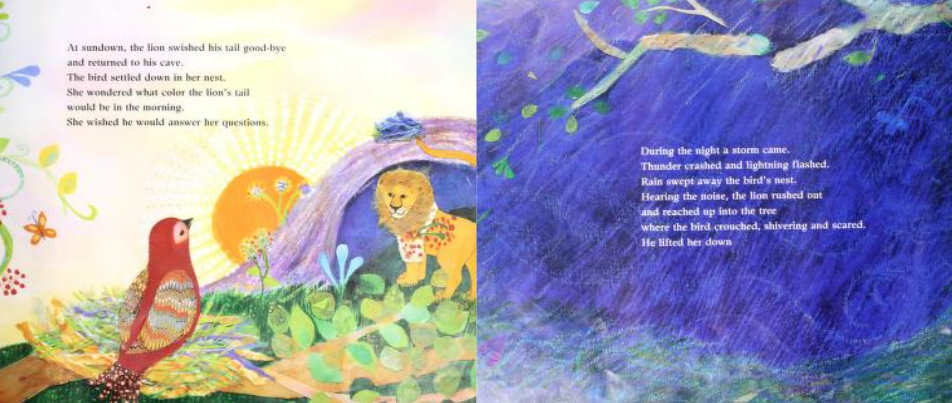 At sundown, the lion swished his tail good-bye
and returned to his cave.
The bird settled down in her nest.
She wondered what color the lion's tail
would be in the morning.
She wished he would answer her questions.
During the night a storm came.
Thunder crashed and lightning flashed.
Rain swept away the bird's nest.
Hearing the noise, the lion rushed out
and reached up into the tree
where the bird crouched, shivering and scared.
He lifted her down